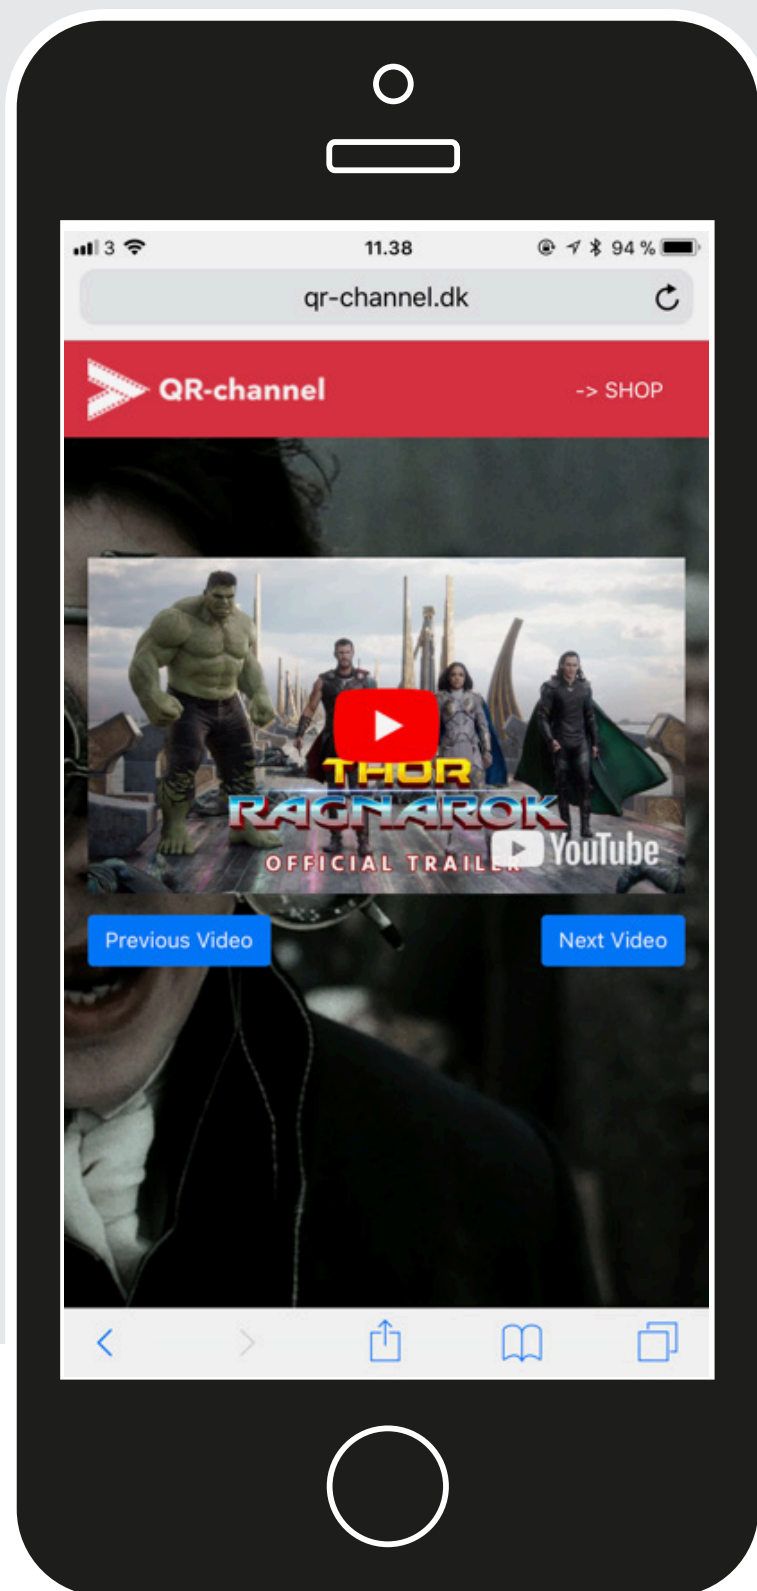 3 11.38 94 %
qr-channel.dk
QR-channel -> SHOP
THOR
RAGNAROK
OFFICIAL TRAILER
YouTube
Previous Video Next Video